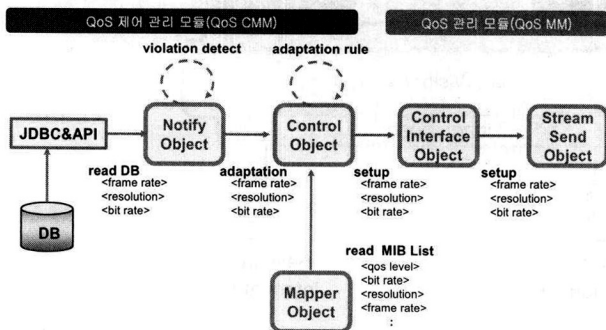 QoS 제어 관리 모듈(QoS CMM)
QoS 관리 모듈(QoS MM)
violation detect
adaptation rule
JDBC&API
Notify
Object
Control
Object
Control
Interface
Object
Stream
Send
Object
read DB
<frame rate>
<resolution>
<bit rate>
adaptation
<frame rate>
<resolution>
<bit rate>
setup
<frame rate>
<resolution>
<bit rate>
setup
<frame rate>
<resolution>
<bit rate>
DB
read MIB List
<qos level>
<bit rate>
<resolution>
<frame rate>
:
Mapper
Object